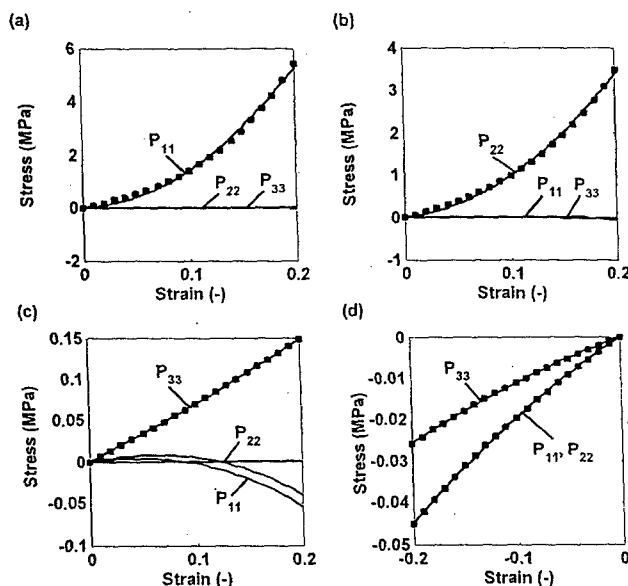 (a)
6
4
2
0
-2
Stress (MPa)
P11
P22
P33
0
0.1
0.2
Strain (-)
(b)
4
3
2
1
0
-1
Stress (MPa)
P22
P11
P33
0
0.1
0.2
Strain (-)
(c)
0.15
0.1
0.05
0
-0.05
-0.1
Stress (MPa)
P33
P22
P11
0
0.1
0.2
Strain (-)
(d)
0
-0.01
-0.02
-0.03
-0.04
-0.05
Stress (MPa)
P33
P11, P22
-0.2
-0.1
0
Strain (-)